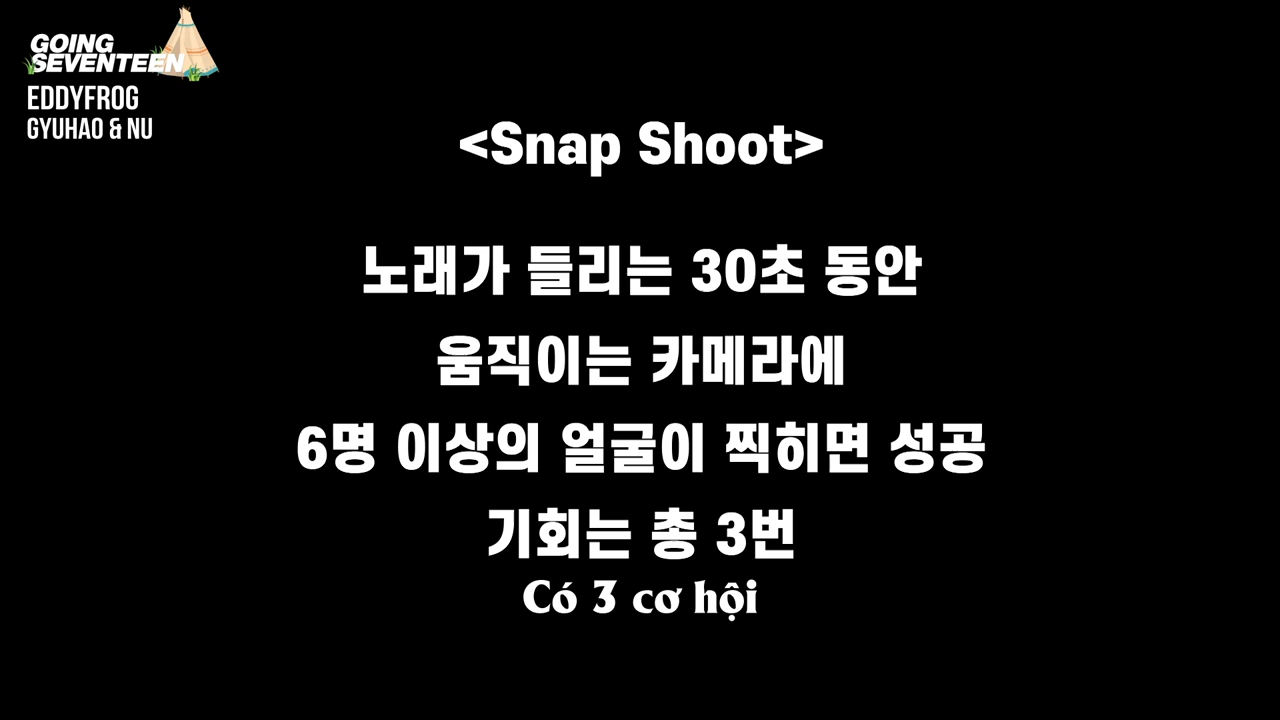 GOING
SEVENTEEN
EDDYFROG
GYUHAO & NU
<Snap Shoot>
노래가 들리는 30초 동안
움직이는 카메라에
6명 이상의 얼굴이 찍히면 성공
기회는 총 3번
Có 3 cơ hội